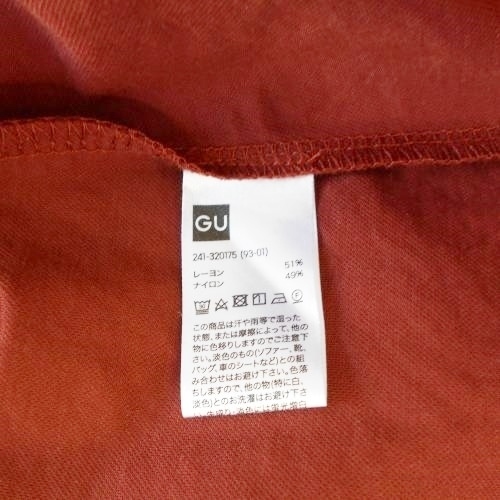 GU
241-320175 (93-01)
レーヨン 51%
ナイロン 49%
この商品は汗や雨等で湿った
状態、または摩擦によって、他の
物に色移りしますのでご注意下
さい。淡色のもの(ソファー、靴、
バッグ、車のシートなど)との組
み合わせはお避け下さい。色落
ちしますので、他の物(特に白、
淡色)とのお洗濯はお避け下さ